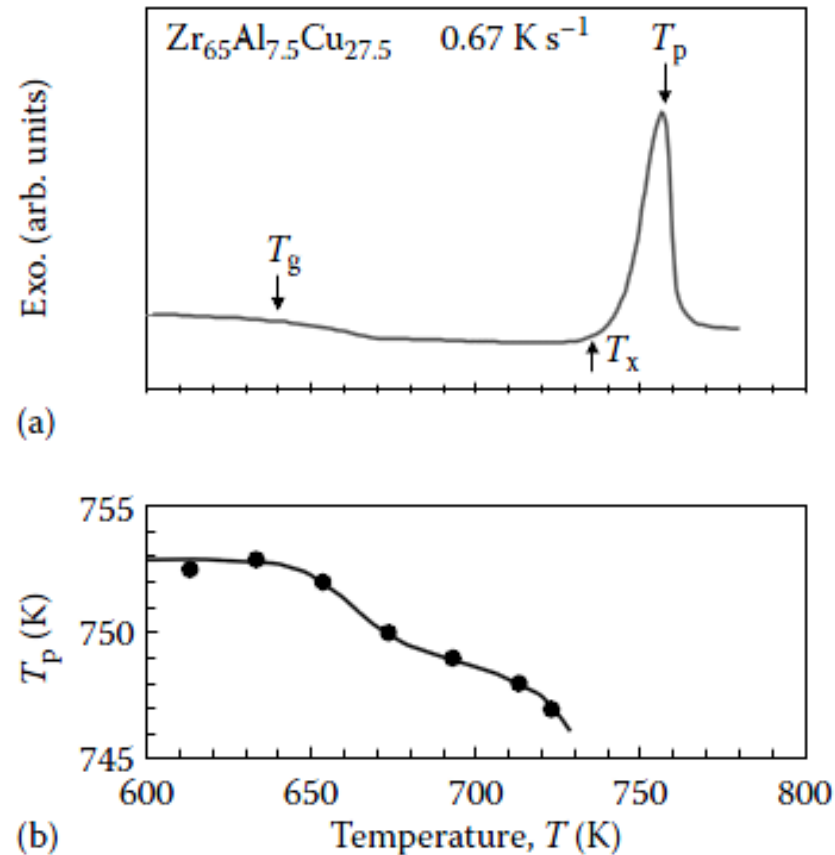 Zr65Al7.5Cu27.5 0.67 K s−1
Tp
Exo. (arb. units)
Tg
Tx
(a)
755
750
745
Tp (K)
600 650 700 750 800
(b)
Temperature, T (K)